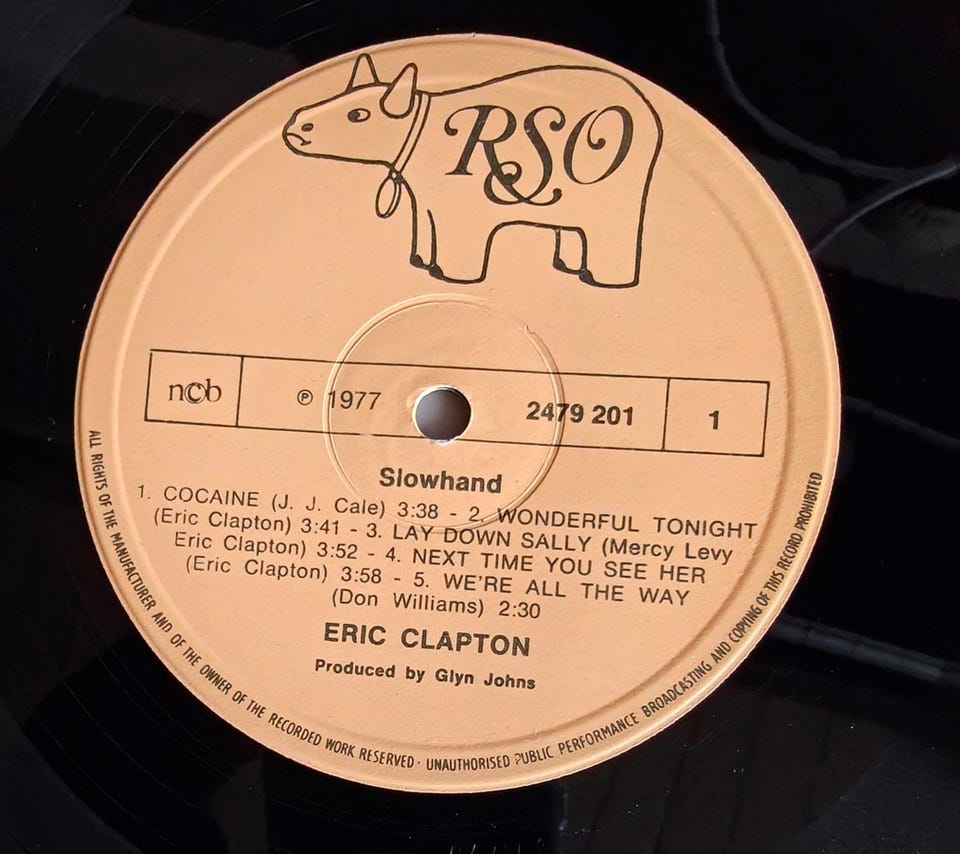 RSO
ncb
℗ 1977
2479 201
1
Slowhand
1. COCAINE (J. J. Cale) 3:38 - 2. WONDERFUL TONIGHT
(Eric Clapton) 3:41 - 3. LAY DOWN SALLY (Mercy Levy
Eric Clapton) 3:52 - 4. NEXT TIME YOU SEE HER
(Eric Clapton) 3:58 - 5. WE'RE ALL THE WAY
(Don Williams) 2:30
ERIC CLAPTON
Produced by Glyn Johns
ALL RIGHTS OF THE MANUFACTURER AND OF THE OWNER OF THE RECORDED WORK RESERVED · UNAUTHORISED PUBLIC PERFORMANCE BROADCASTING AND COPYING OF THIS RECORD PROHIBITED